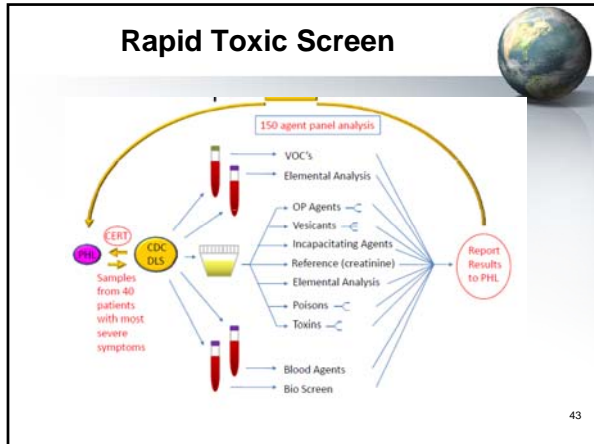 Rapid Toxic Screen
150 agent panel analysis
VOC's
Elemental Analysis
OP Agents
Vesicants
Incapacitating Agents
Reference (creatinine)
Elemental Analysis
Poisons
Toxins
Blood Agents
Bio Screen
CERT
PHL
CDC
DLS
Samples
from 40
patients
with most
severe
symptoms
Report
Results
to PHL
43